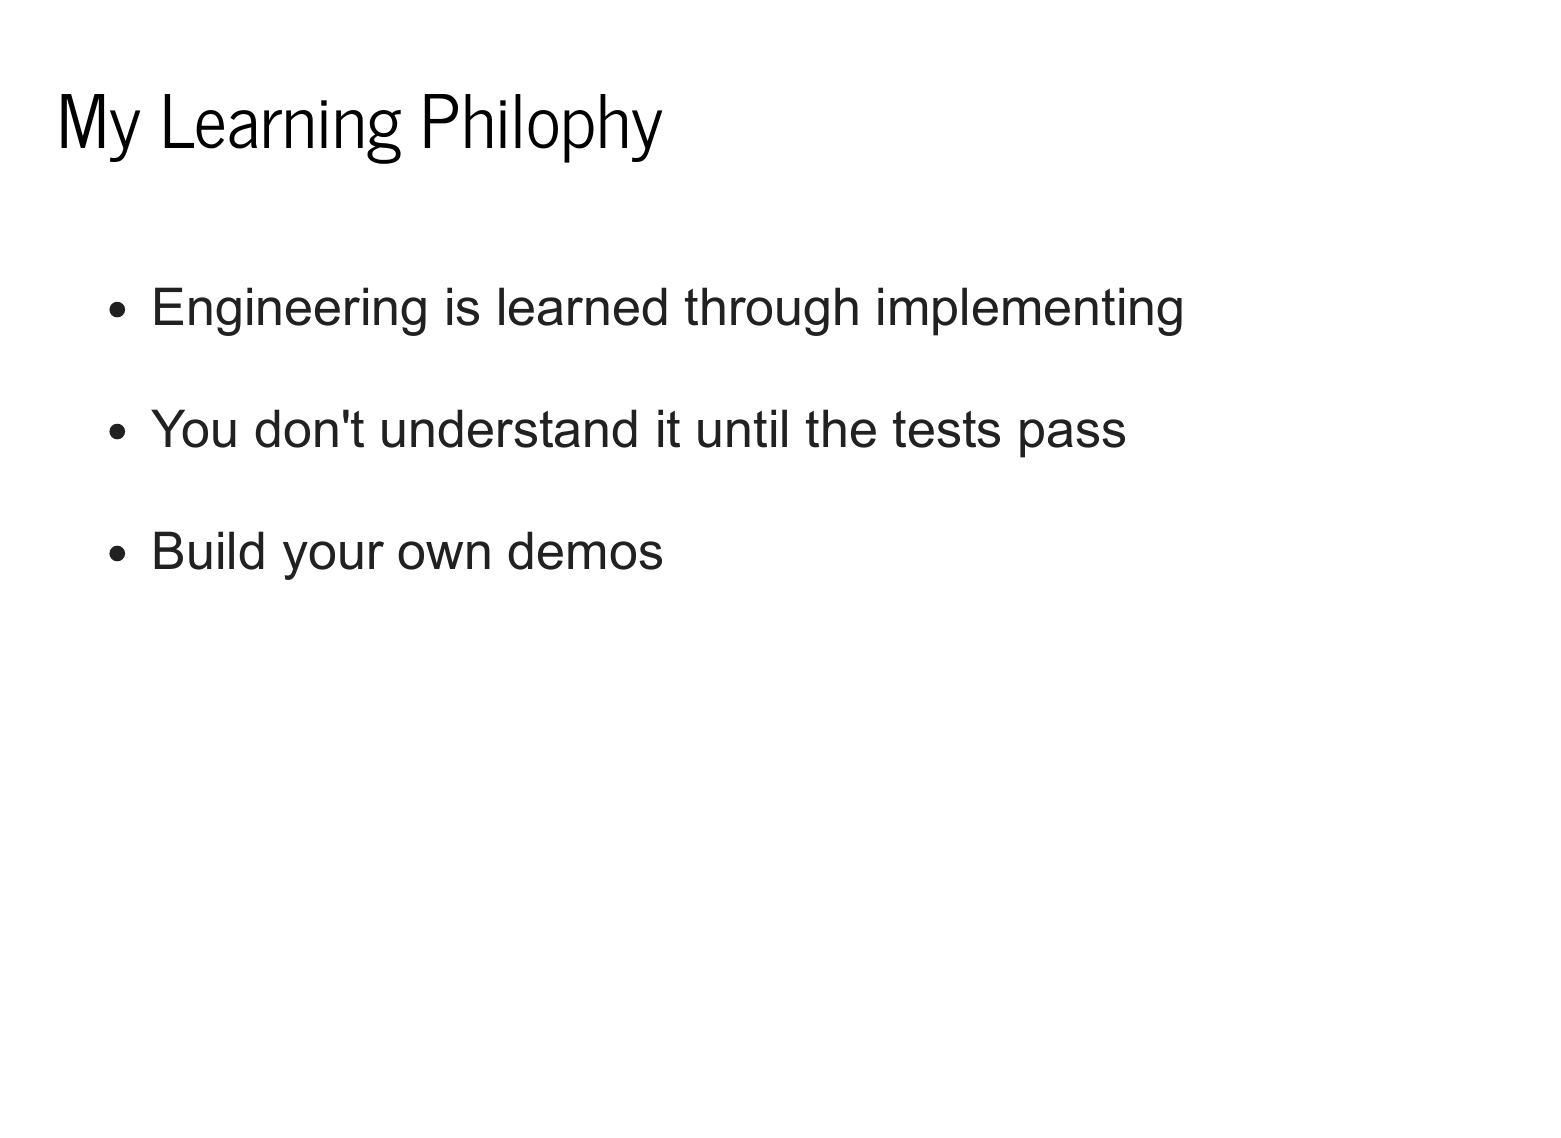 My Learning Philophy
• Engineering is learned through implementing
• You don't understand it until the tests pass
• Build your own demos